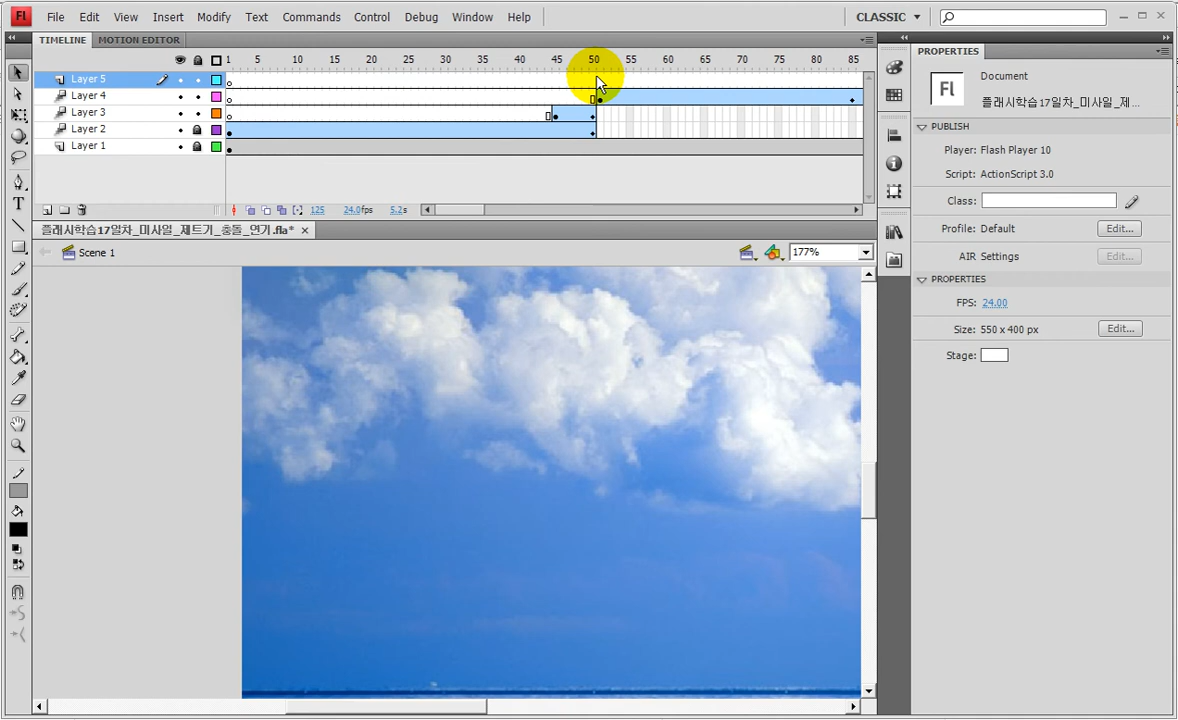 Fl File Edit View Insert Modify Text Commands Control Debug Window Help CLASSIC
TIMELINE MOTION EDITOR
1 5 10 15 20 25 30 35 40 45 50 55 60 65 70 75 80 85
Layer 5
Layer 4
Layer 3
Layer 2
Layer 1
125 24.0fps 5.2s
플래시학습17일차_미사일_제트기_충돌_연기.fla*
Scene 1 177%
T
PROPERTIES
Document
Fl
플래시학습17일차_미사일_제...
PUBLISH
Player: Flash Player 10
Script: ActionScript 3.0
Class:
Profile: Default Edit...
AIR Settings Edit...
PROPERTIES
FPS: 24.00
Size: 550 x 400 px Edit...
Stage: